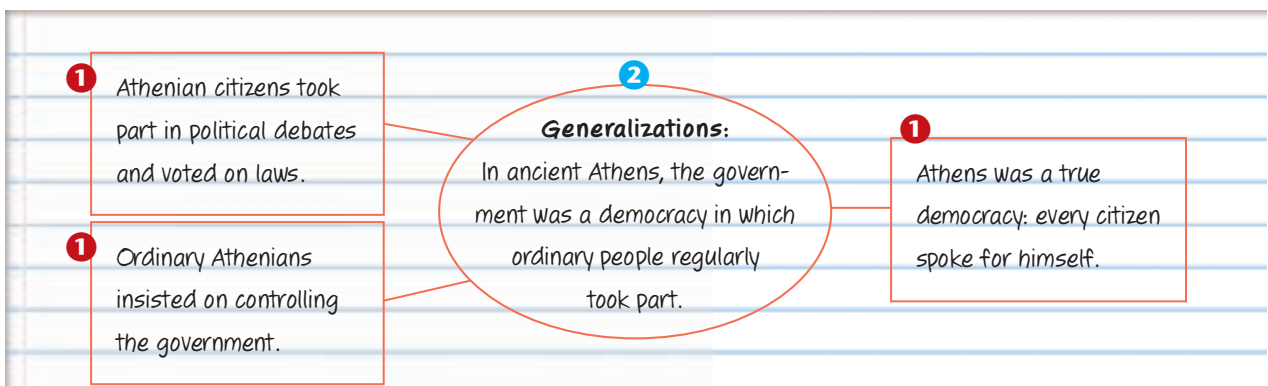 1
Athenian citizens took
part in political debates
and voted on laws.
1
Ordinary Athenians
insisted on controlling
the government.
2
Generalizations:
In ancient Athens, the govern-
ment was a democracy in which
ordinary people regularly
took part.
1
Athens was a true
democracy: every citizen
spoke for himself.